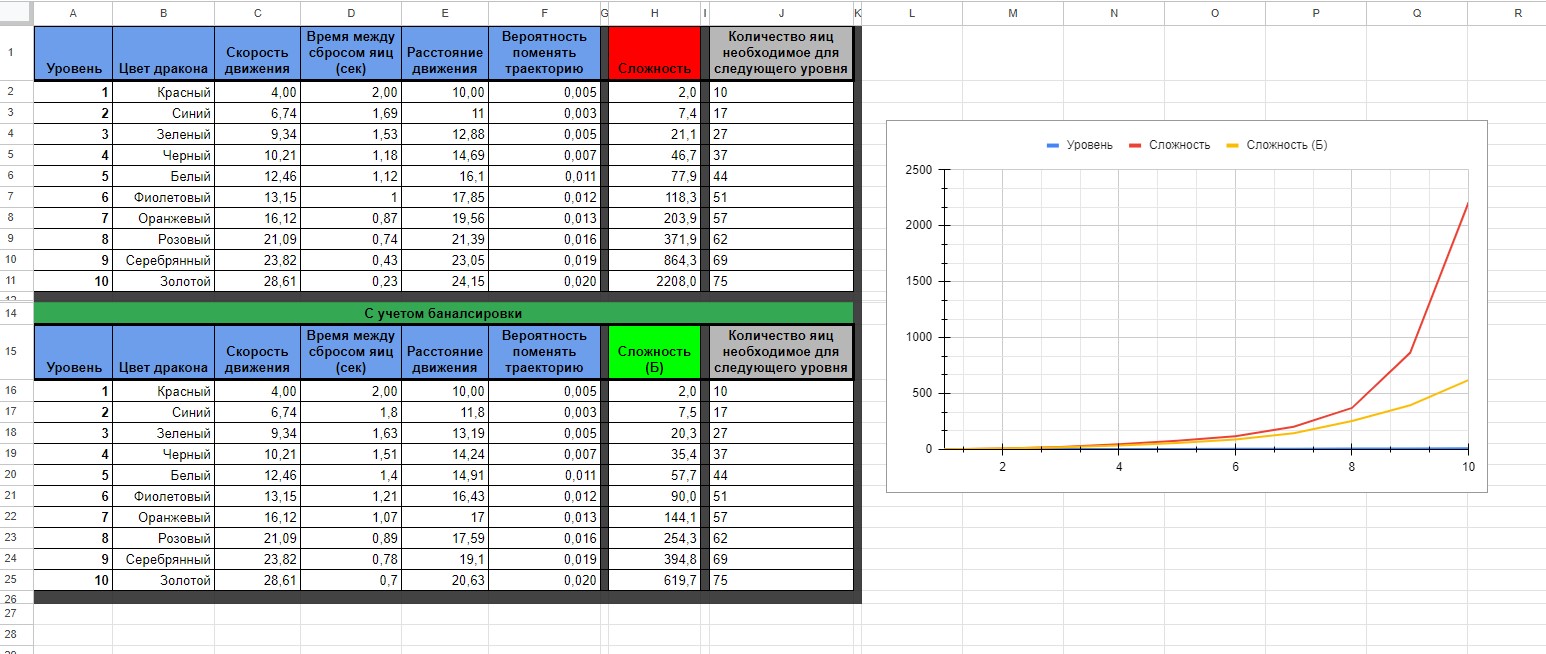 A B C D E F G H I J K L M N O P Q R
1 Уровень Цвет дракона Скорость движения Время между сбросом яиц (сек) Расстояние движения Вероятность поменять траекторию Сложность Количество яиц необходимое для следующего уровня
2 1 Красный 4,00 2,00 10,00 0,005 2,0 10
3 2 Синий 6,74 1,69 11 0,003 7,4 17
4 3 Зеленый 9,34 1,53 12,88 0,005 21,1 27
5 4 Черный 10,21 1,18 14,69 0,007 46,7 37
6 5 Белый 12,46 1,12 16,1 0,011 77,9 44
7 6 Фиолетовый 13,15 1 17,85 0,012 118,3 51
8 7 Оранжевый 16,12 0,87 19,56 0,013 203,9 57
9 8 Розовый 21,09 0,74 21,39 0,016 371,9 62
10 9 Серебрянный 23,82 0,43 23,05 0,019 864,3 69
11 10 Золотой 28,61 0,23 24,15 0,020 2208,0 75
14 С учетом банапсировки
15 Уровень Цвет дракона Скорость движения Время между сбросом яиц (сек) Расстояние движения Вероятность поменять траекторию Сложность (Б) Количество яиц необходимое для следующего уровня
16 1 Красный 4,00 2,00 10,00 0,005 2,0 10
17 2 Синий 6,74 1,8 11,8 0,003 7,5 17
18 3 Зеленый 9,34 1,63 13,19 0,005 20,3 27
19 4 Черный 10,21 1,51 14,24 0,007 35,4 37
20 5 Белый 12,46 1,4 14,91 0,011 57,7 44
21 6 Фиолетовый 13,15 1,21 16,43 0,012 90,0 51
22 7 Оранжевый 16,12 1,07 17 0,013 144,1 57
23 8 Розовый 21,09 0,89 17,59 0,016 254,3 62
24 9 Серебрянный 23,82 0,78 19,1 0,019 394,8 69
25 10 Золотой 28,61 0,7 20,63 0,020 619,7 75
26
27
28
Уровень Сложность Сложность (Б)
2500
2000
1500
1000
500
0
2 4 6 8 10